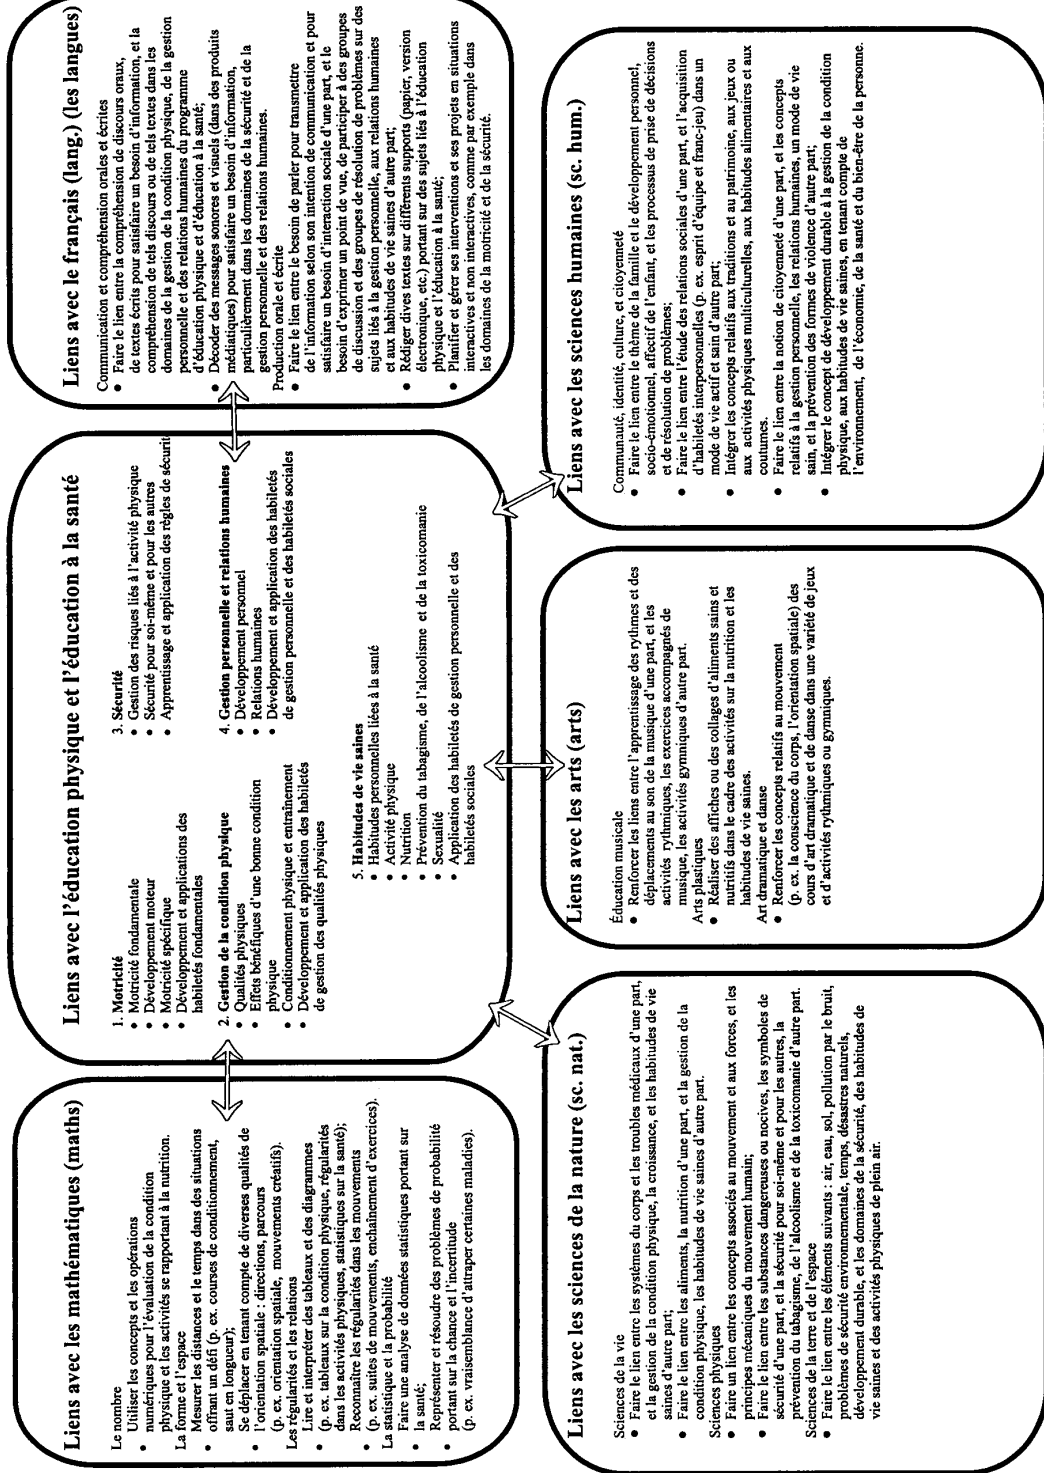 Liens avec les mathématiques (maths)
Le nombre
• Utiliser les concepts et les opérations
numériques pour l'évaluation de la condition
physique et les activités se rapportant à la nutrition.
La forme et l'espace
• Mesurer les distances et le temps dans des situations
offrant un défi (p. ex. courses de conditionnement,
saut en longueur);
• Se déplacer en tenant compte de diverses qualités de
l'orientation spatiale : directions, parcours
(p. ex. orientation spatiale, mouvements créatifs).
Les régularités et les relations
• Lire et interpréter des tableaux et des diagrammes
(p. ex. tableaux sur la condition physique, régularités
dans les activités physiques, statistiques sur la santé);
• Reconnaître les régularités dans les mouvements
(p. ex. suites de mouvements, enchaînement d'exercices).
La statistique et la probabilité
• Faire une analyse de données statistiques portant sur
la santé;
• Représenter et résoudre des problèmes de probabilité
portant sur la chance et l'incertitude
(p. ex. vraisemblance d'attraper certaines maladies).
Liens avec l'éducation physique et l'éducation à la santé
1. Motricité
• Motricité fondamentale
• Développement moteur
• Motricité spécifique
• Développement et applications des
habiletés fondamentales
2. Gestion de la condition physique
• Qualités physiques
• Effets bénéfiques d'une bonne condition
physique
• Conditionnement physique et entraînement
• Développement et application des habiletés
de gestion des qualités physiques
3. Sécurité
• Gestion des risques liés à l'activité physique
• Sécurité pour soi-même et pour les autres
• Apprentissage et application des règles de sécurité
4. Gestion personnelle et relations humaines
• Développement personnel
• Relations humaines
• Développement et application des habiletés
de gestion personnelle et des habiletés sociales
5. Habitudes de vie saines
• Habitudes personnelles liées à la santé
• Activité physique
• Nutrition
• Prévention du tabagisme, de l'alcoolisme et de la toxicomanie
• Sexualité
• Application des habiletés de gestion personnelle et des
habiletés sociales
Liens avec le français (lang.) (les langues)
Communication et compréhension orales et écrites
• Faire le lien entre la compréhension de discours oraux,
de textes écrits pour satisfaire un besoin d'information, et la
compréhension de tels discours ou de tels textes dans les
domaines de la gestion de la condition physique, de la gestion
personnelle et des relations humaines du programme
d'éducation physique et d'éducation à la santé;
• Décoder des messages sonores et visuels (dans des produits
médiatiques) pour satisfaire un besoin d'information,
particulièrement dans les domaines de la sécurité et de la
gestion personnelle et des relations humaines.
Production orale et écrite
• Faire le lien entre le besoin de parler pour transmettre
de l'information selon son intention de communication et pour
satisfaire un besoin d'interaction sociale d'une part, et le
besoin d'exprimer un point de vue, de participer à des groupes
de discussion et des groupes de résolution de problèmes sur des
sujets liés à la gestion personnelle, aux relations humaines
et aux habitudes de vie saines d'autre part;
• Rédiger divers textes sur différents supports (papier, version
électronique, etc.) portant sur des sujets liés à l'éducation
physique et l'éducation à la santé;
• Planifier et gérer ses interventions et ses projets en situations
interactives et non interactives, comme par exemple dans
les domaines de la motricité et de la sécurité.
Liens avec les sciences de la nature (sc. nat.)
Sciences de la vie
• Faire le lien entre les systèmes du corps et les troubles médicaux d'une part,
et la gestion de la condition physique, la croissance, et les habitudes de vie
saines d'autre part;
• Faire le lien entre les aliments, la nutrition d'une part, et la gestion de la
condition physique, les habitudes de vie saines d'autre part.
Sciences physiques
• Faire un lien entre les concepts associés au mouvement et aux forces, et les
principes mécaniques du mouvement humain;
• Faire le lien entre les substances dangereuses ou nocives, les symboles de
sécurité d'une part, et la sécurité pour soi-même et pour les autres, la
prévention du tabagisme, de l'alcoolisme et de la toxicomanie d'autre part.
Sciences de la terre et de l'espace
• Faire le lien entre les éléments suivants : air, eau, sol, pollution par le bruit,
problèmes de sécurité environnementale, temps, désastres naturels,
développement durable, et les domaines de la sécurité, des habitudes de
vie saines et des activités physiques de plein air.
Liens avec les arts (arts)
Éducation musicale
• Renforcer les liens entre l'apprentissage des rythmes et des
déplacements au son de la musique d'une part, et les
activités rythmiques, les exercices accompagnés de
musique, les activités gymniques d'autre part.
Arts plastiques
• Réaliser des affiches ou des collages d'aliments sains et
nutritifs dans le cadre des activités sur la nutrition et les
habitudes de vie saines.
Art dramatique et danse
• Renforcer les concepts relatifs au mouvement
(p. ex. la conscience du corps, l'orientation spatiale) des
cours d'art dramatique et de danse dans une variété de jeux
et d'activités rythmiques ou gymniques.
Liens avec les sciences humaines (sc. hum.)
Communauté, identité, culture, et citoyenneté
• Faire le lien entre le thème de la famille et le développement personnel,
socio-émotionnel, affectif de l'enfant, et les processus de prise de décisions
et de résolution de problèmes;
• Faire le lien entre l'étude des relations sociales d'une part, et l'acquisition
d'habiletés interpersonnelles (p. ex. esprit d'équipe et franc-jeu) dans un
mode de vie actif et sain d'autre part;
• Intégrer les concepts relatifs aux traditions et au patrimoine, aux jeux ou
aux activités physiques multiculturelles, aux habitudes alimentaires et aux
coutumes.
• Faire le lien entre la notion de citoyenneté d'une part, et les concepts
relatifs à la gestion personnelle, les relations humaines, un mode de vie
sain, et la prévention des formes de violence d'autre part;
• Intégrer le concept de développement durable à la gestion de la condition
physique, aux habitudes de vie saines, en tenant compte de
l'environnement, de l'économie, de la santé et du bien-être de la personne.